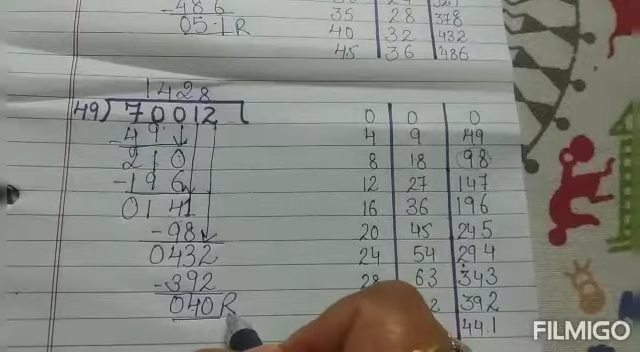 486
051R
35 28 378
40 32 432
45 36 486
1428
49) 70012
-49
210
-196
0141
-98
0432
-392
040R
0 0 0
4 9 49
8 18 98
12 27 147
16 36 196
20 45 245
24 54 294
28 63 343
2 392
441
FILMIGO